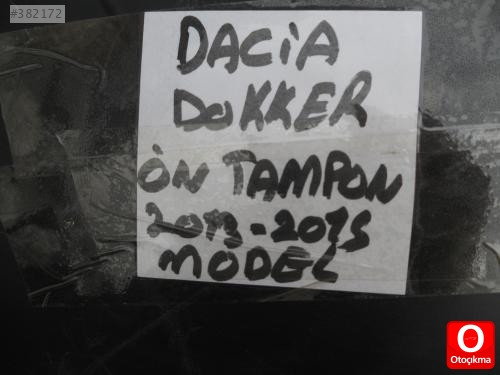 #382172
DACiA
DoKKER
ÖN TAMPON
2013-2015
MODEL
O
Otoçıkma